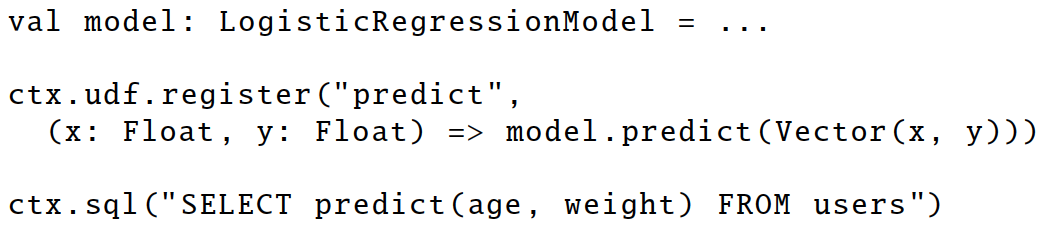 val model: LogisticRegressionModel = ...
ctx.udf.register("predict",
(x: Float, y: Float) => model.predict(Vector(x, y)))
ctx.sql("SELECT predict(age, weight) FROM users")